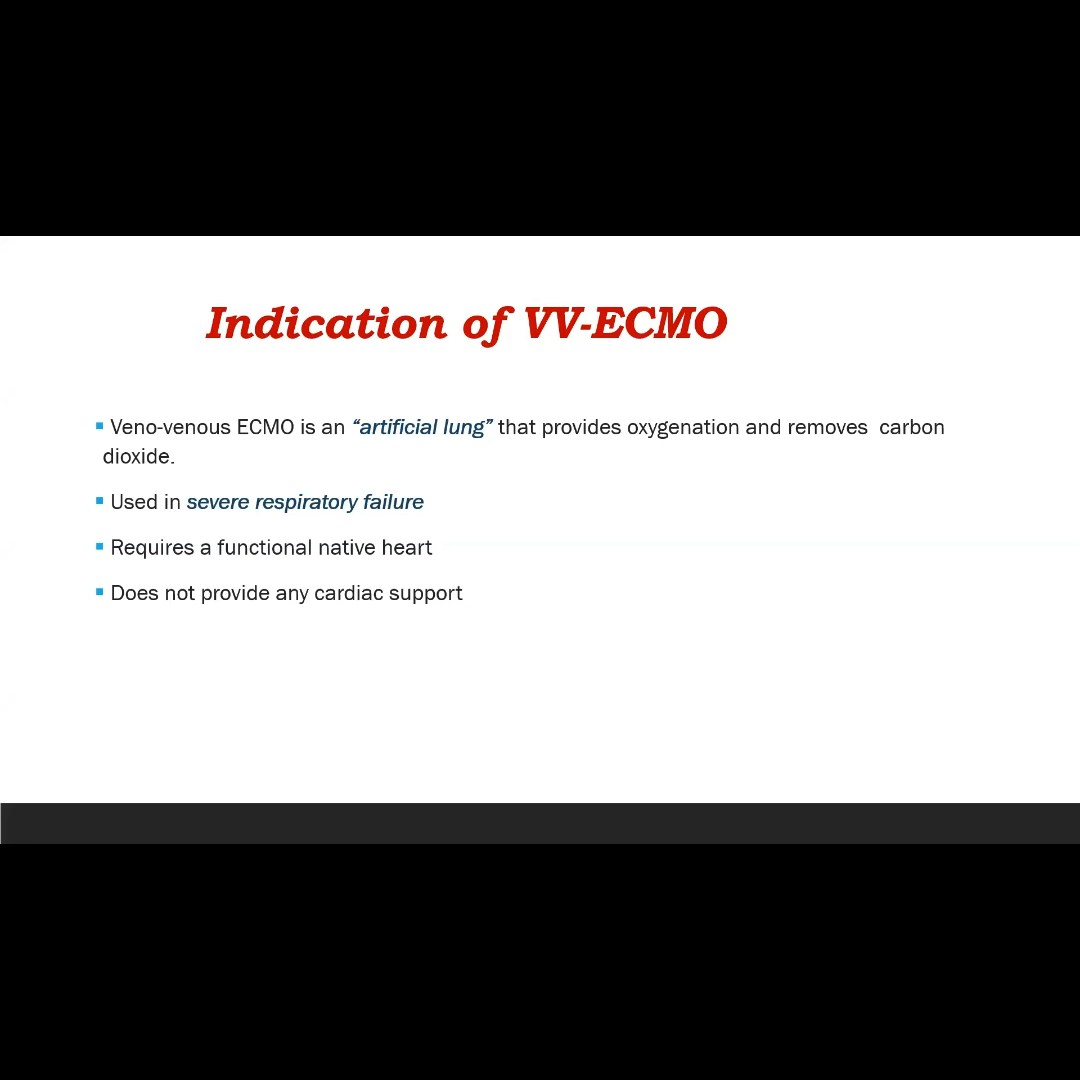 Indication of VV-ECMO
▪ Veno-venous ECMO is an “artificial lung” that provides oxygenation and removes  carbon
dioxide.
▪ Used in severe respiratory failure
▪ Requires a functional native heart
▪ Does not provide any cardiac support